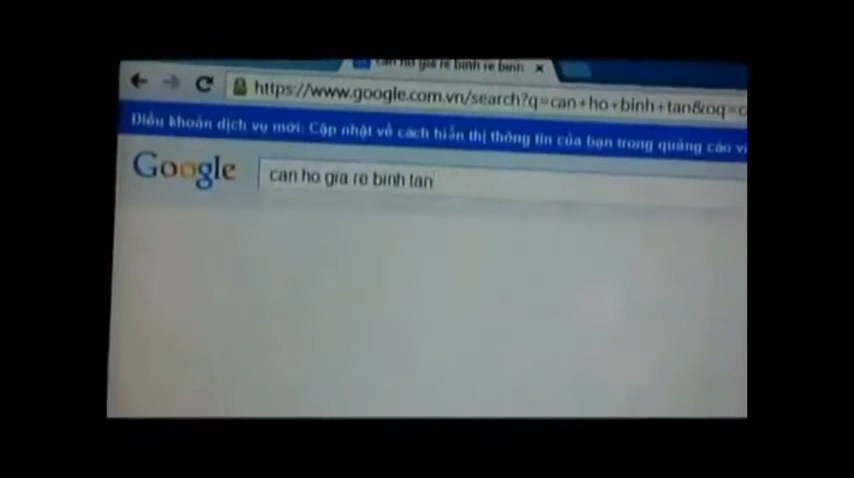 can ho gia re binh re binh
https://www.google.com.vn/search?q=can+ho+binh+tan&oq=c
Điều khoản dịch vụ mới: Cập nhật về cách hiển thị thông tin của bạn trong quảng cáo vi
Google
can ho gia re binh tan